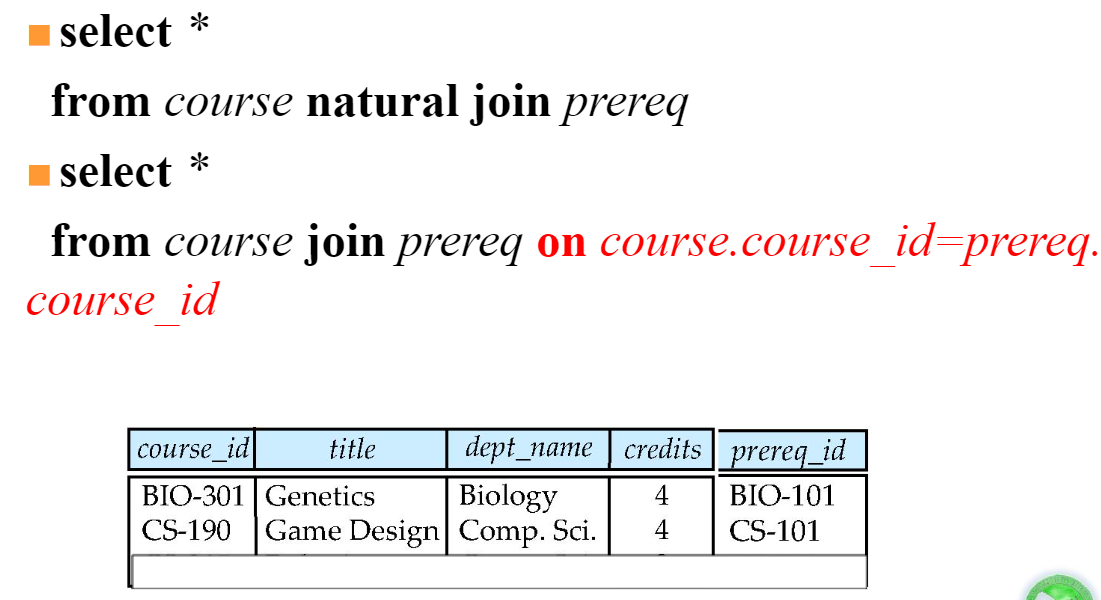 select *
from course natural join prereq
select *
from course join prereq on course.course_id=prereq.
course_id
course_id title dept_name credits prereq_id
BIO-301 Genetics Biology 4 BIO-101
CS-190 Game Design Comp. Sci. 4 CS-101